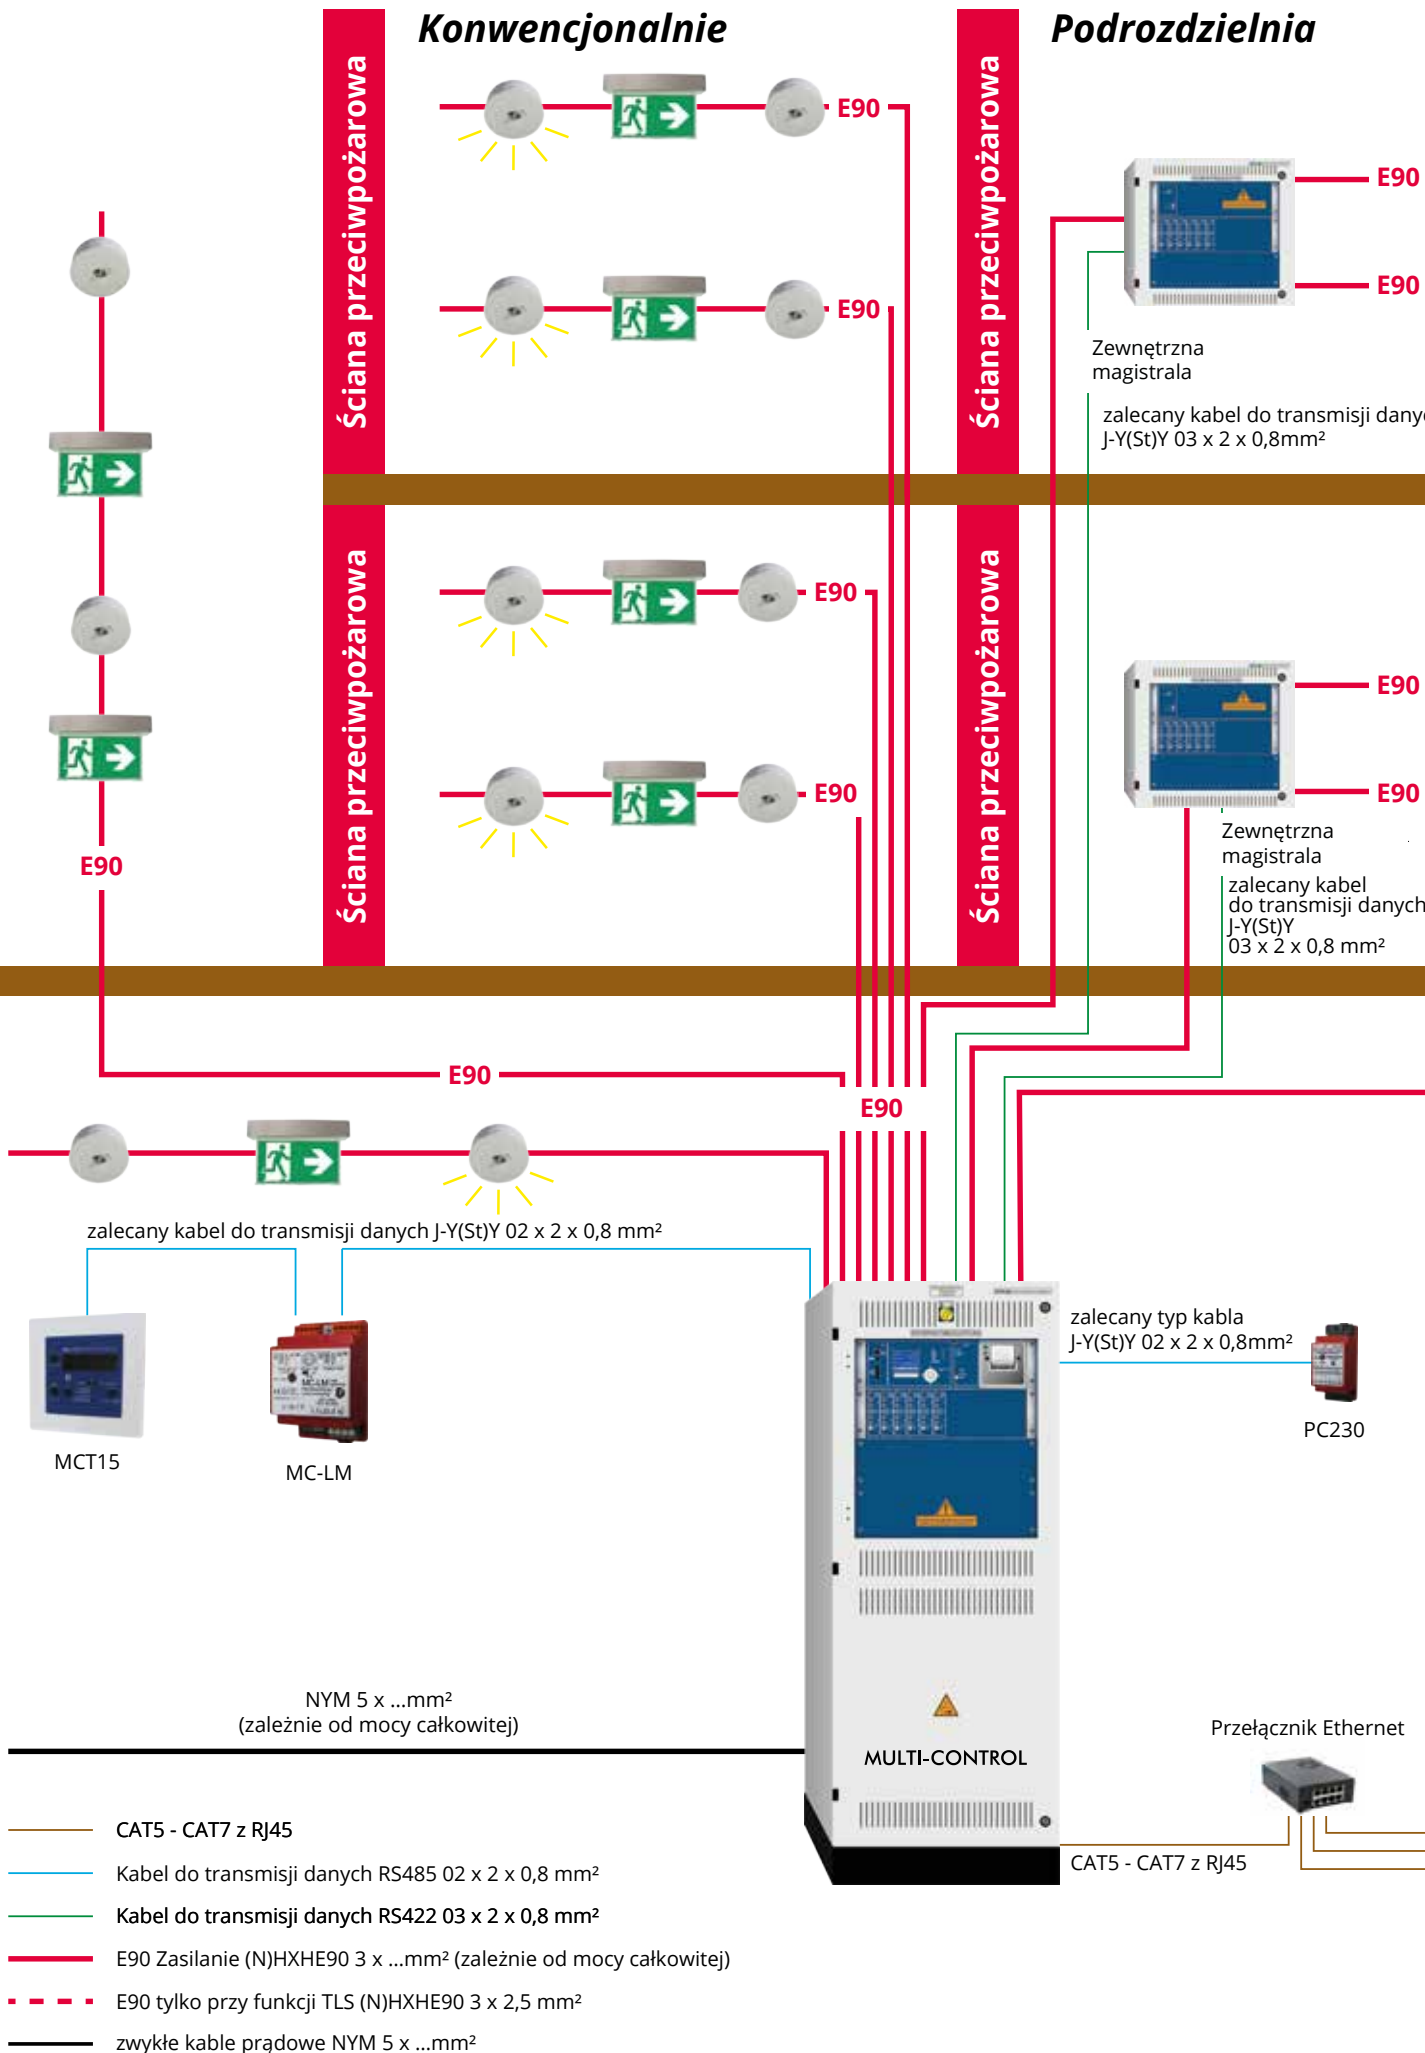 Konwencjonalnie
Podrozdzielnia
Ściana przeciwpożarowa
Ściana przeciwpożarowa
E90
E90
E90
E90
Zewnętrzna
magistrala
zalecany kabel do transmisji dany
J-Y(St)Y 03 x 2 x 0,8mm²
Ściana przeciwpożarowa
Ściana przeciwpożarowa
E90
E90
E90
E90
E90
Zewnętrzna
magistrala
zalecany kabel
do transmisji danych
J-Y(St)Y
03 x 2 x 0,8 mm²
E90
E90
zalecany kabel do transmisji danych J-Y(St)Y 02 x 2 x 0,8 mm²
MC-LM
MCT15
MC-LM
zalecany typ kabla
J-Y(St)Y 02 x 2 x 0,8mm²
PC230
NYM 5 x ...mm²
(zależnie od mocy całkowitej)
MULTI-CONTROL
Przełącznik Ethernet
CAT5 - CAT7 z RJ45
CAT5 - CAT7 z RJ45
Kabel do transmisji danych RS485 02 x 2 x 0,8 mm²
Kabel do transmisji danych RS422 03 x 2 x 0,8 mm²
E90 Zasilanie (N)HXHE90 3 x ...mm² (zależnie od mocy całkowitej)
E90 tylko przy funkcji TLS (N)HXHE90 3 x 2,5 mm²
zwykłe kable prądowe NYM 5 x ...mm²